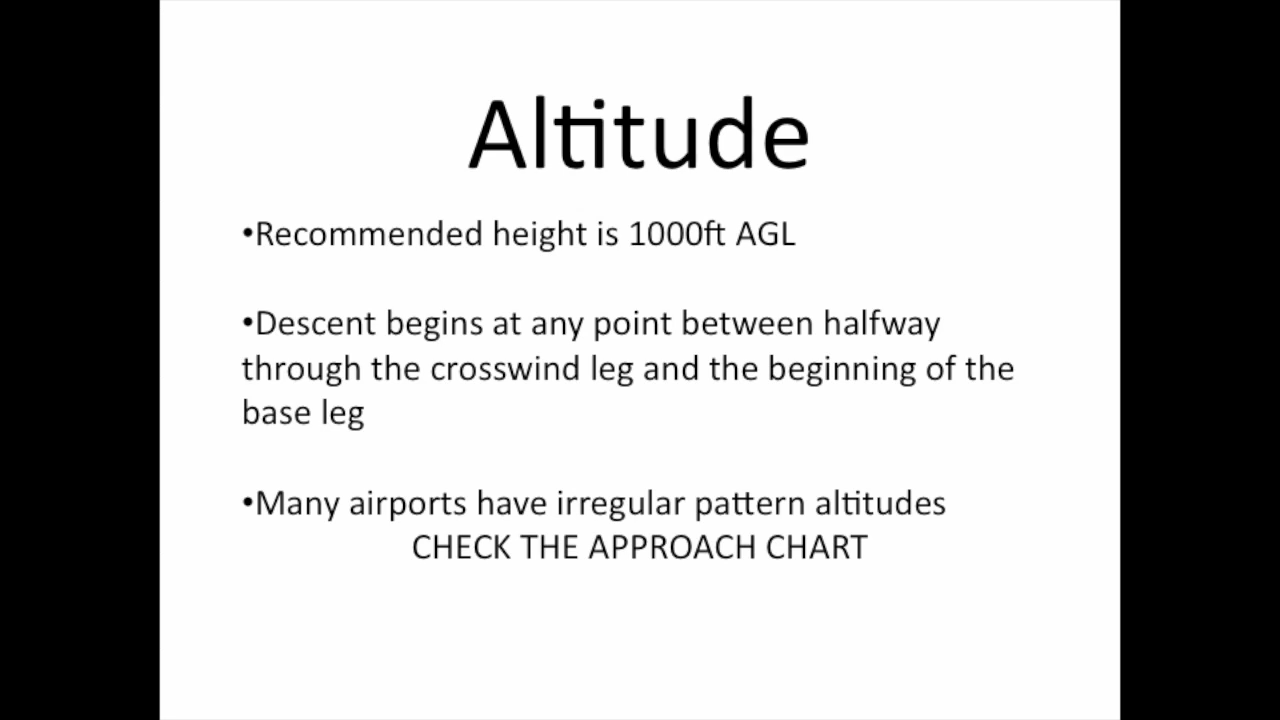 Altitude
•Recommended height is 1000ft AGL
•Descent begins at any point between halfway
through the crosswind leg and the beginning of the
base leg
•Many airports have irregular pattern altitudes
CHECK THE APPROACH CHART